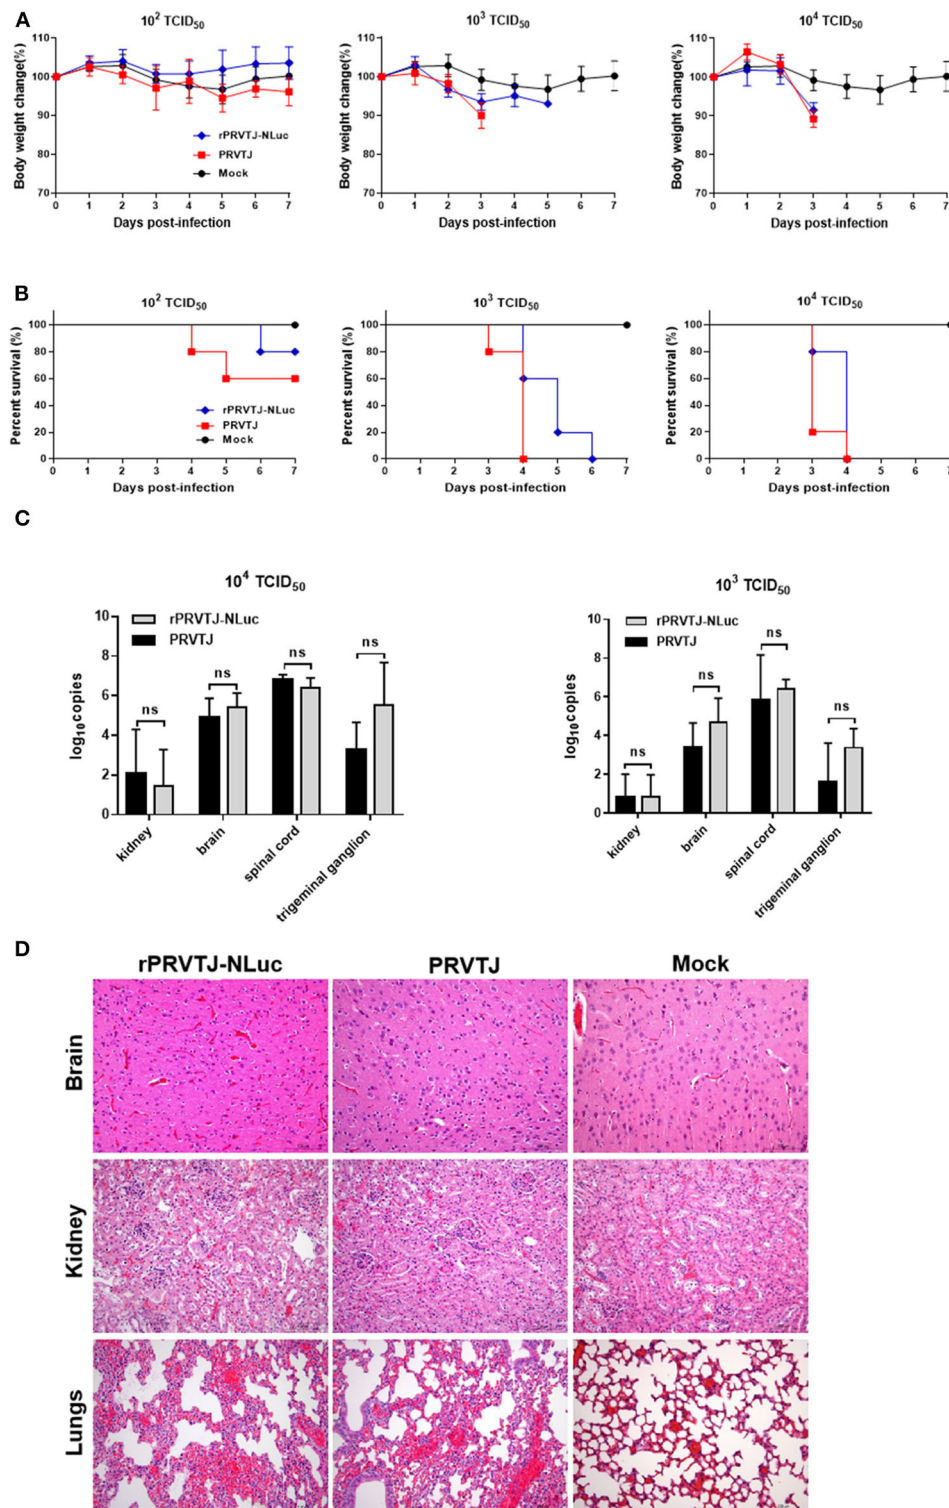 A
10² TCID₅₀
10³ TCID₅₀
10⁴ TCID₅₀
Body weight change(%)
110
100
90
80
70
rPRVTJ-NLuc
PRVTJ
Mock
0 1 2 3 4 5 6 7
Days post-infection
Body weight change(%)
110
100
90
80
70
0 1 2 3 4 5 6 7
Days post-infection
Body weight change(%)
110
100
90
80
70
0 1 2 3 4 5 6 7
Days post-infection
B
10² TCID₅₀
10³ TCID₅₀
10⁴ TCID₅₀
Percent survival (%)
100
80
60
40
20
0
rPRVTJ-NLuc
PRVTJ
Mock
0 1 2 3 4 5 6 7
Days post-infection
Percent survival (%)
100
80
60
40
20
0
0 1 2 3 4 5 6 7
Days post-infection
Percent survival (%)
100
80
60
40
20
0
0 1 2 3 4 5 6 7
Days post-infection
C
10⁴ TCID₅₀
log₁₀copies
10
8
6
4
2
0
rPRVTJ-NLuc
PRVTJ
ns
ns
ns
ns
kidney
brain
spinal cord
trigeminal ganglion
10³ TCID₅₀
log₁₀copies
10
8
6
4
2
0
rPRVTJ-NLuc
PRVTJ
ns
ns
ns
ns
kidney
brain
spinal cord
trigeminal ganglion
D
rPRVTJ-NLuc
PRVTJ
Mock
Brain
Kidney
Lungs